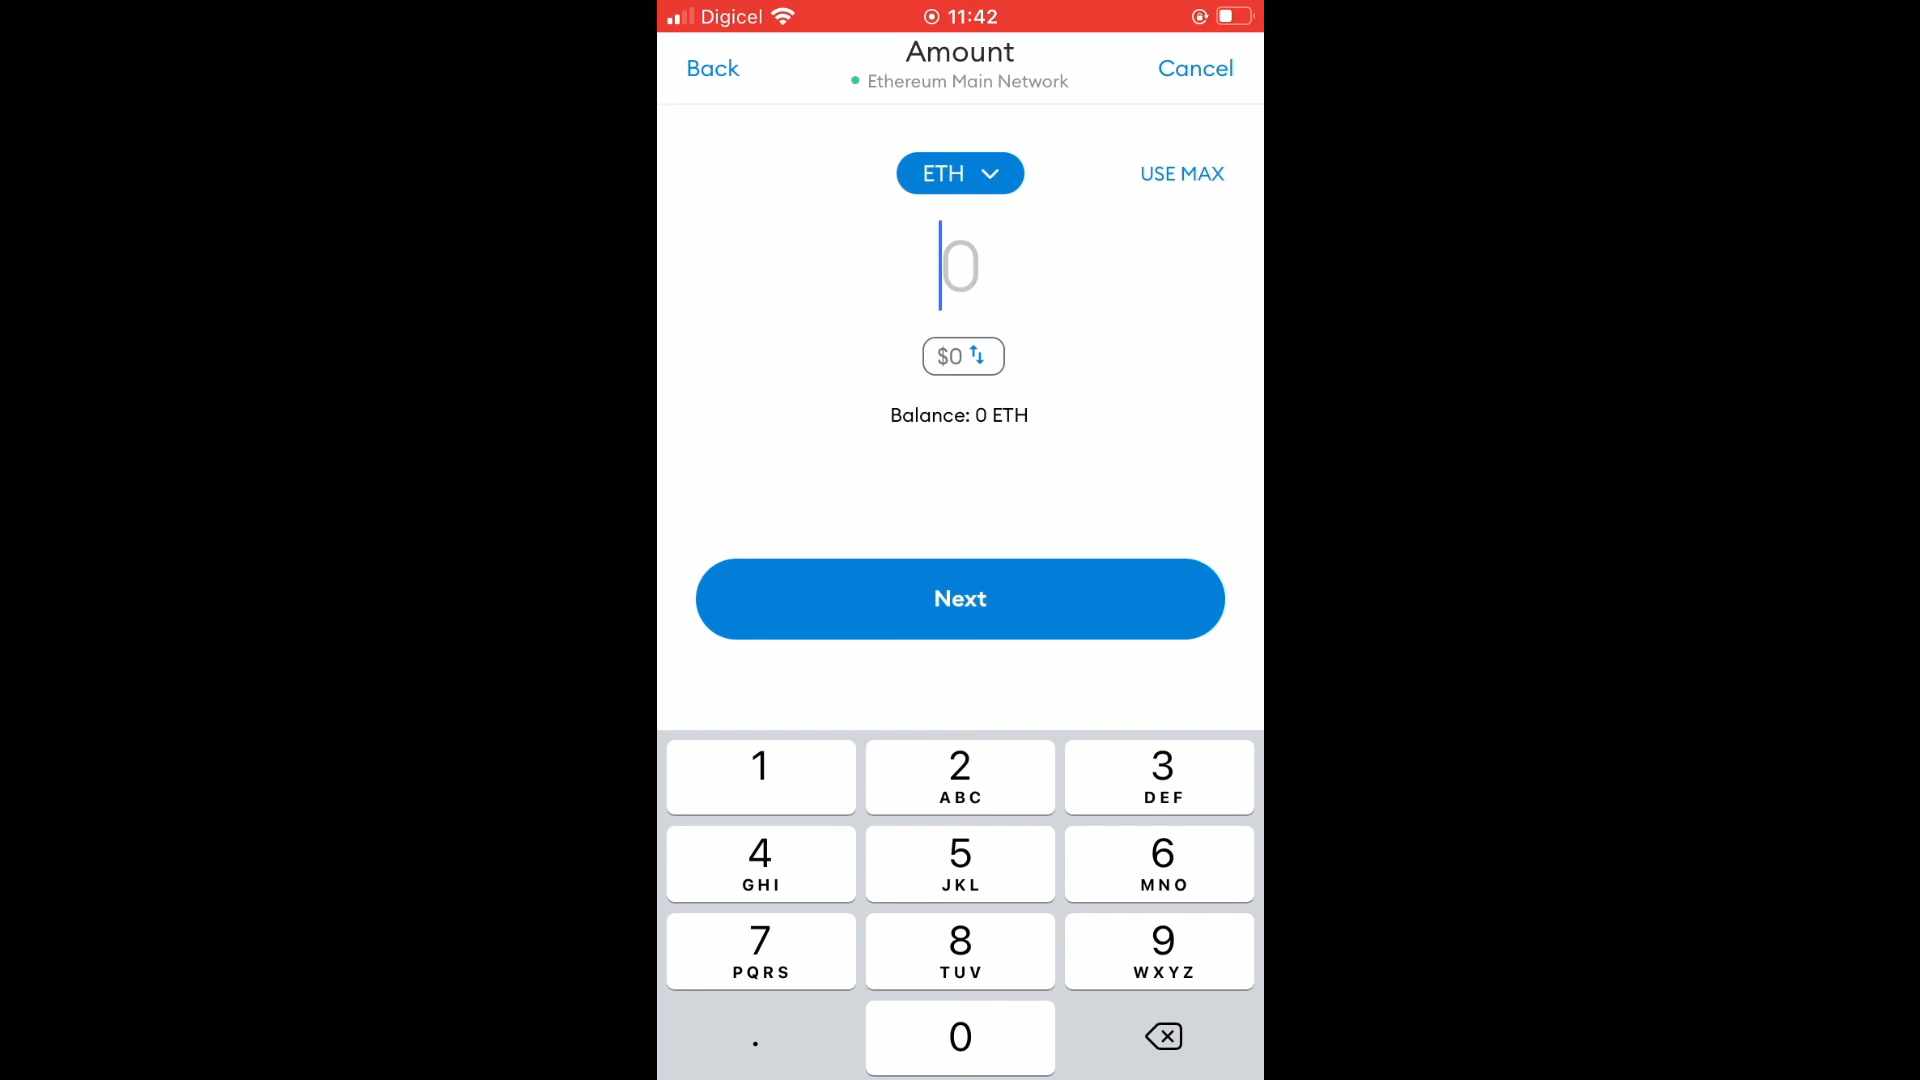 Digicel 11:42
Back Amount Cancel
Ethereum Main Network
ETH USE MAX
0
$0
Balance: 0 ETH
Next
1 2 3
ABC DEF
4 5 6
GHI JKL MNO
7 8 9
PQRS TUV WXYZ
. 0